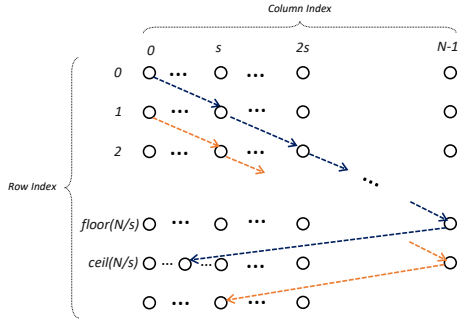 Column Index
0 s 2s N-1
0 ... ...
1 ... ...
2 ... ...
...
Row Index
floor(N/s) ... ...
ceil(N/s) ... ...
... ...